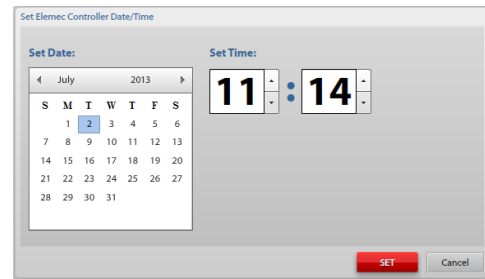 Set Elemec Controller Date/Time
Set Date:
Set Time:
July 2013
S M T W T F S
1 2 3 4 5 6
7 8 9 10 11 12 13
14 15 16 17 18 19 20
21 22 23 24 25 26 27
28 29 30 31
11 : 14
SET Cancel